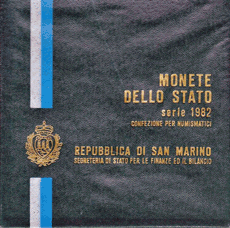 MONETE
DELLO STATO
serie 1982
CONFEZIONE PER NUMISMATICI
REPUBBLICA DI SAN MARINO
SEGRETERIA DI STATO PER LE FINANZE ED IL BILANCIO